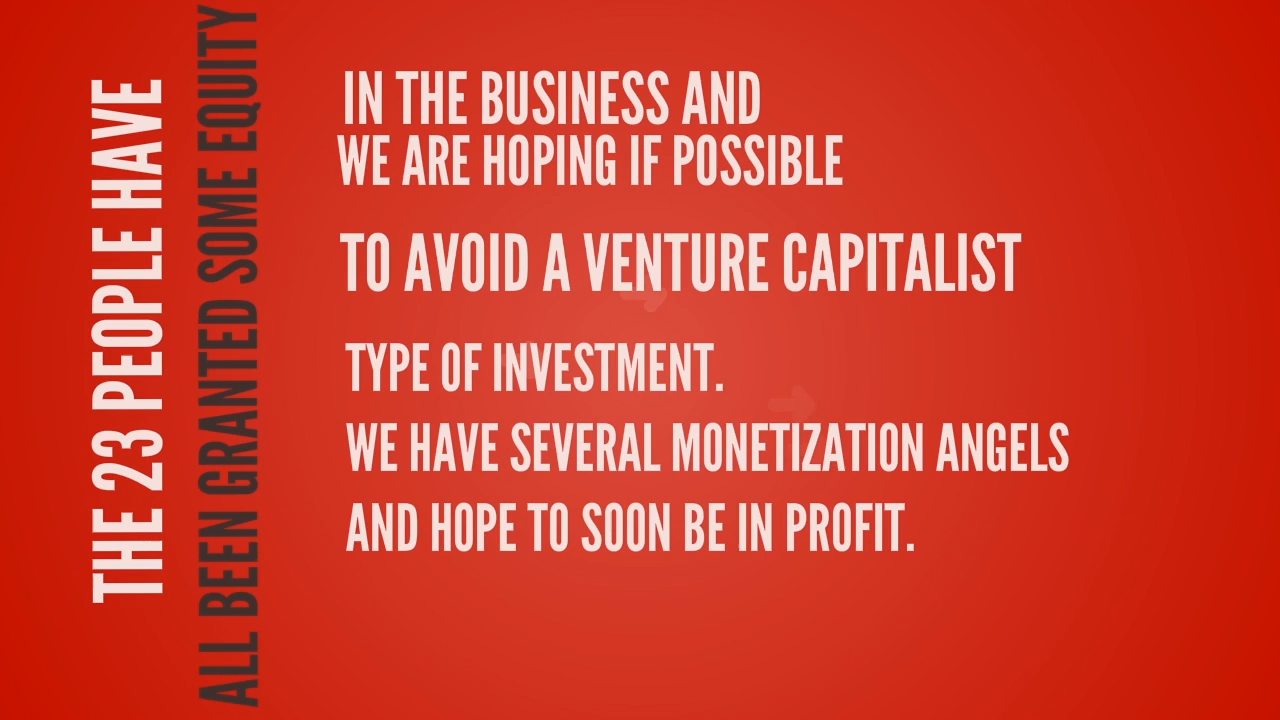 THE 23 PEOPLE HAVE
ALL BEEN GRANTED SOME EQUITY
IN THE BUSINESS AND
WE ARE HOPING IF POSSIBLE
TO AVOID A VENTURE CAPITALIST
TYPE OF INVESTMENT.
WE HAVE SEVERAL MONETIZATION ANGELS
AND HOPE TO SOON BE IN PROFIT.